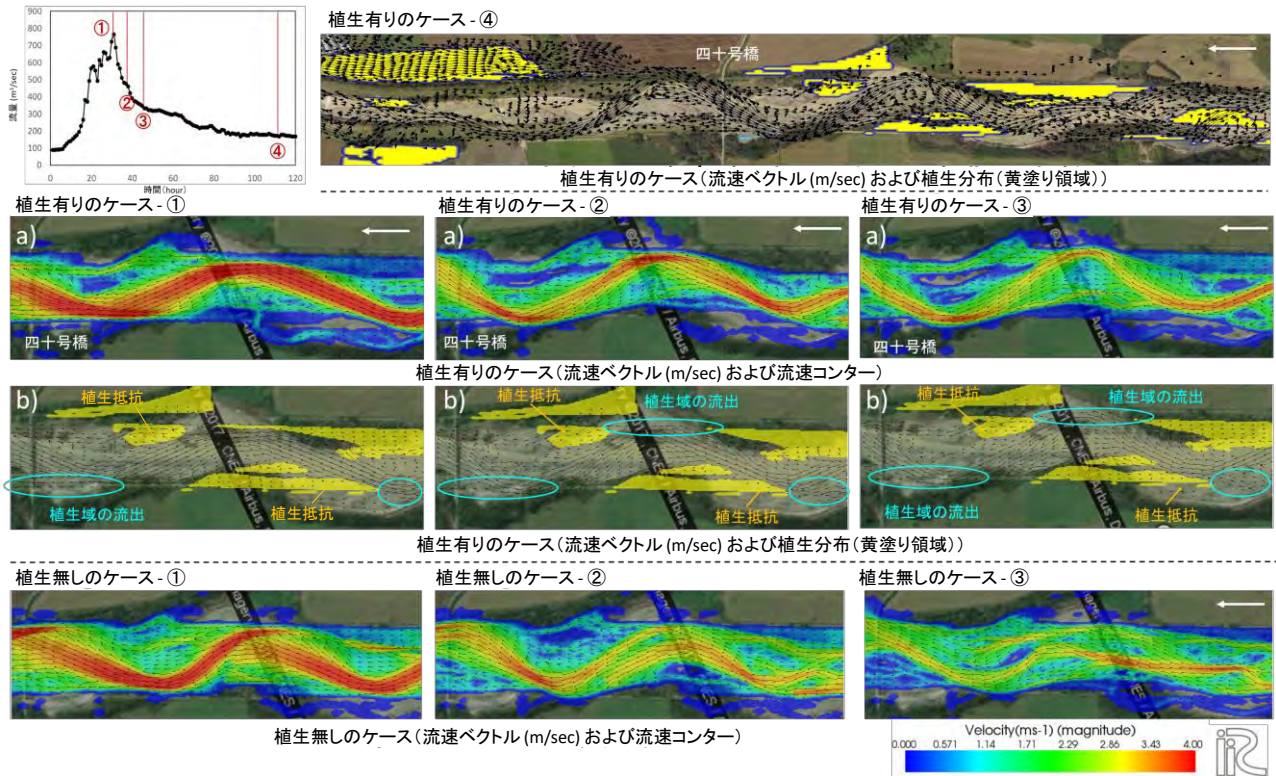 900
800
700
600
500
400
300
200
100
0
流量 (m³/sec)
0 20 40 60 80 100 120
時間(hour)
①
②
③
④
植生有りのケース - ④
四十号橋
植生有りのケース(流速ベクトル (m/sec) および植生分布(黄塗り領域))
植生有りのケース - ①
a)
四十号橋
植生有りのケース - ②
a)
植生有りのケース - ③
a)
四十号橋
Airbus,
Airbus,
Airbus,
植生有りのケース(流速ベクトル (m/sec) および流速コンター)
b)
植生抵抗
植生域の流出
植生抵抗
b)
植生抵抗
植生域の流出
植生抵抗
b)
植生抵抗
植生域の流出
植生域の流出
植生抵抗
植生有りのケース(流速ベクトル (m/sec) および植生分布(黄塗り領域))
植生無しのケース - ①
植生無しのケース - ②
植生無しのケース - ③
植生無しのケース(流速ベクトル (m/sec) および流速コンター)
Velocity(ms-1) (magnitude)
0.000 0.571 1.14 1.71 2.29 2.86 3.43 4.00
iRiC